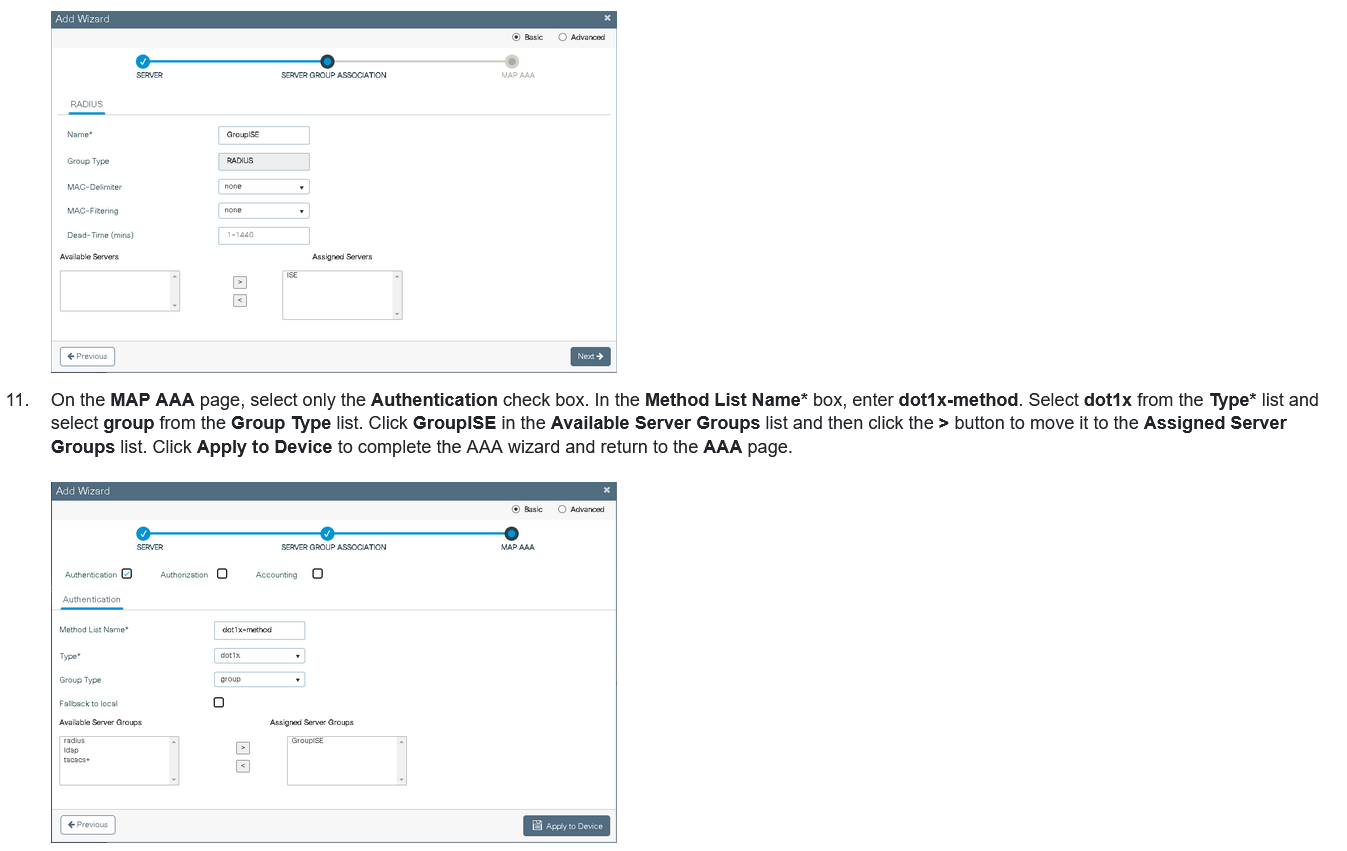 Add Wizard ×
Basic Advanced
SERVER SERVER GROUP ASSOCIATION MAP AAA
RADIUS
Name* GroupISE
Group Type RADIUS
MAC-Delimiter none
MAC-Filtering none
Dead-Time (mins) 1-1440
Available Servers Assigned Servers
> ISE
<
← Previous Next →
11. On the MAP AAA page, select only the Authentication check box. In the Method List Name* box, enter dot1x-method. Select dot1x from the Type* list and
select group from the Group Type list. Click GroupISE in the Available Server Groups list and then click the > button to move it to the Assigned Server
Groups list. Click Apply to Device to complete the AAA wizard and return to the AAA page.
Add Wizard ×
Basic Advanced
SERVER SERVER GROUP ASSOCIATION MAP AAA
Authentication Authorization Accounting
Authentication
Method List Name* dot1x-method
Type* dot1x
Group Type group
Fallback to local
Available Server Groups Assigned Server Groups
radius > GroupISE
ldap
tacacs+ <
← Previous Apply to Device